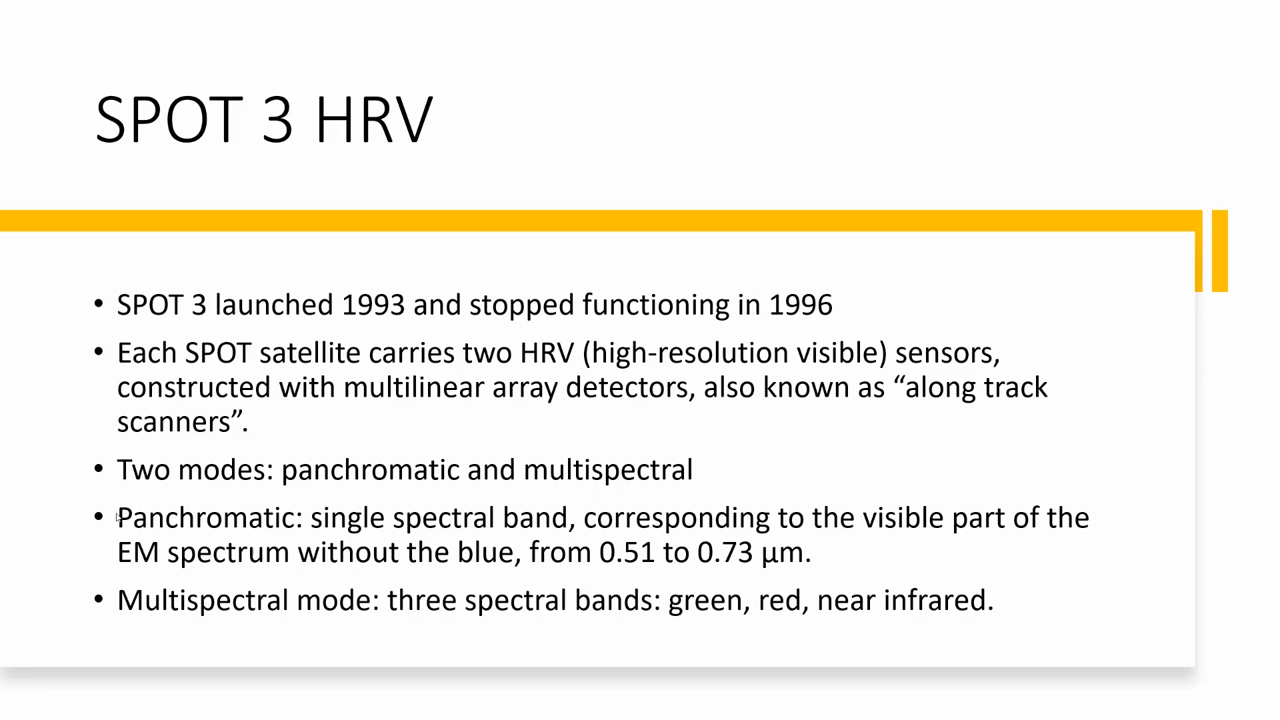 SPOT 3 HRV
• SPOT 3 launched 1993 and stopped functioning in 1996
• Each SPOT satellite carries two HRV (high-resolution visible) sensors,
constructed with multilinear array detectors, also known as “along track
scanners”.
• Two modes: panchromatic and multispectral
• Panchromatic: single spectral band, corresponding to the visible part of the
EM spectrum without the blue, from 0.51 to 0.73 µm.
• Multispectral mode: three spectral bands: green, red, near infrared.